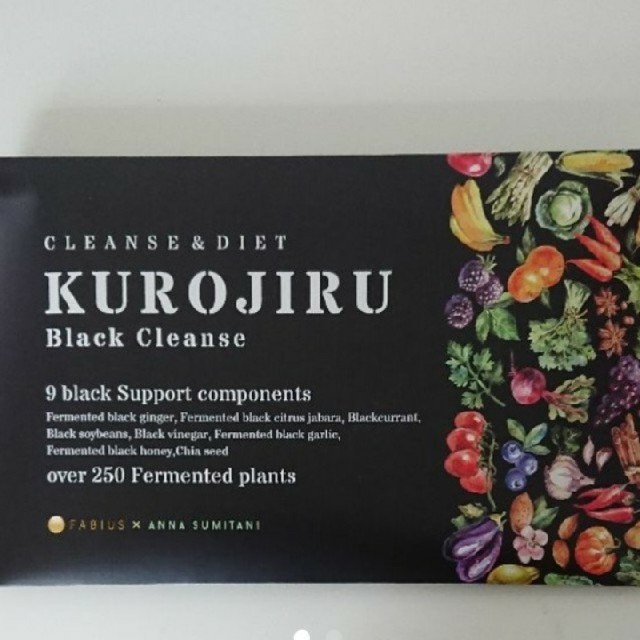 CLEANSE & DIET
KUROJIRU
Black Cleanse
9 black Support components
Fermented black ginger, Fermented black citrus jabara, Blackcurrant,
Black soybeans, Black vinegar, Fermented black garlic,
Fermented black honey,Chia seed
over 250 Fermented plants
FABIUS × ANNA SUMITANI